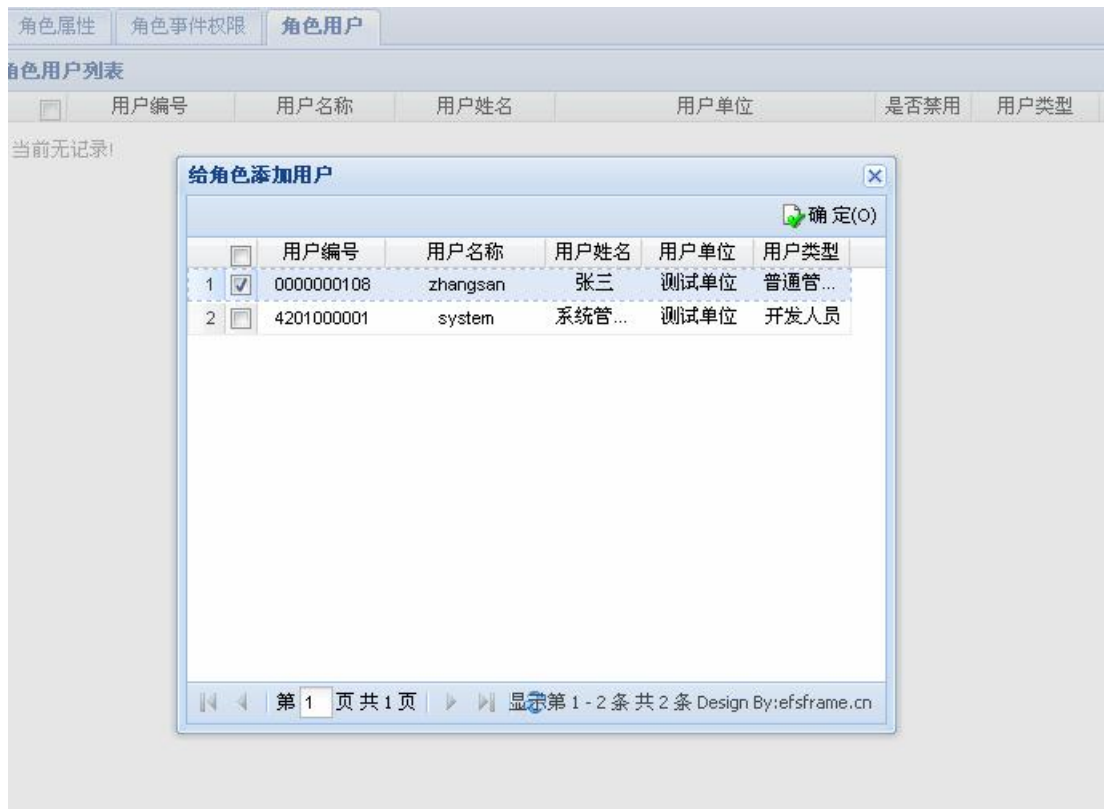 角色属性 角色事件权限 角色用户
角色用户列表
用户编号 用户名称 用户姓名 用户单位 是否禁用 用户类型
当前无记录!
给角色添加用户
确 定(O)
用户编号 用户名称 用户姓名 用户单位 用户类型
1 0000000108 zhangsan 张三 测试单位 普通管...
2 4201000001 system 系统管... 测试单位 开发人员
第 1 页 共 1 页 显示第 1 - 2 条 共 2 条 Design By:efsframe.cn